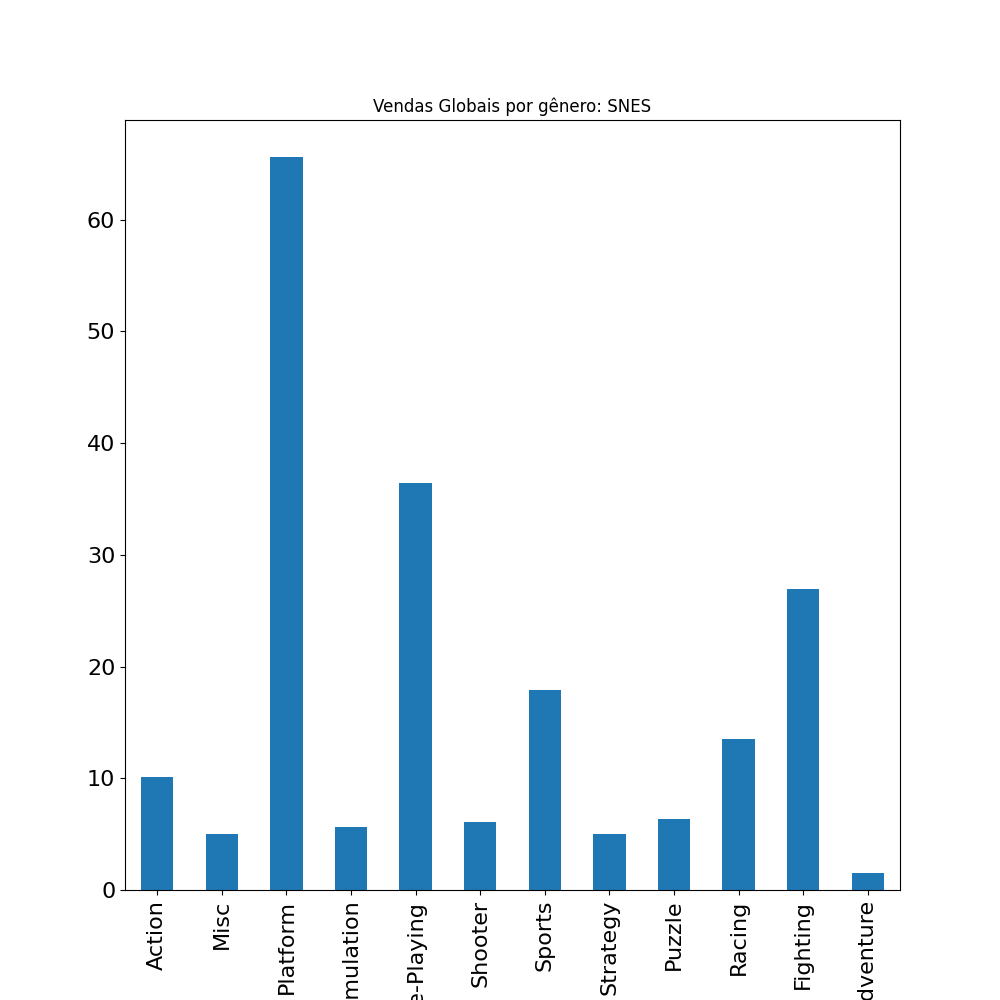 Vendas Globais por gênero: SNES
60
50
40
30
20
10
0
Action
Misc
Platform
mulation
e-Playing
Shooter
Sports
Strategy
Puzzle
Racing
Fighting
dventure